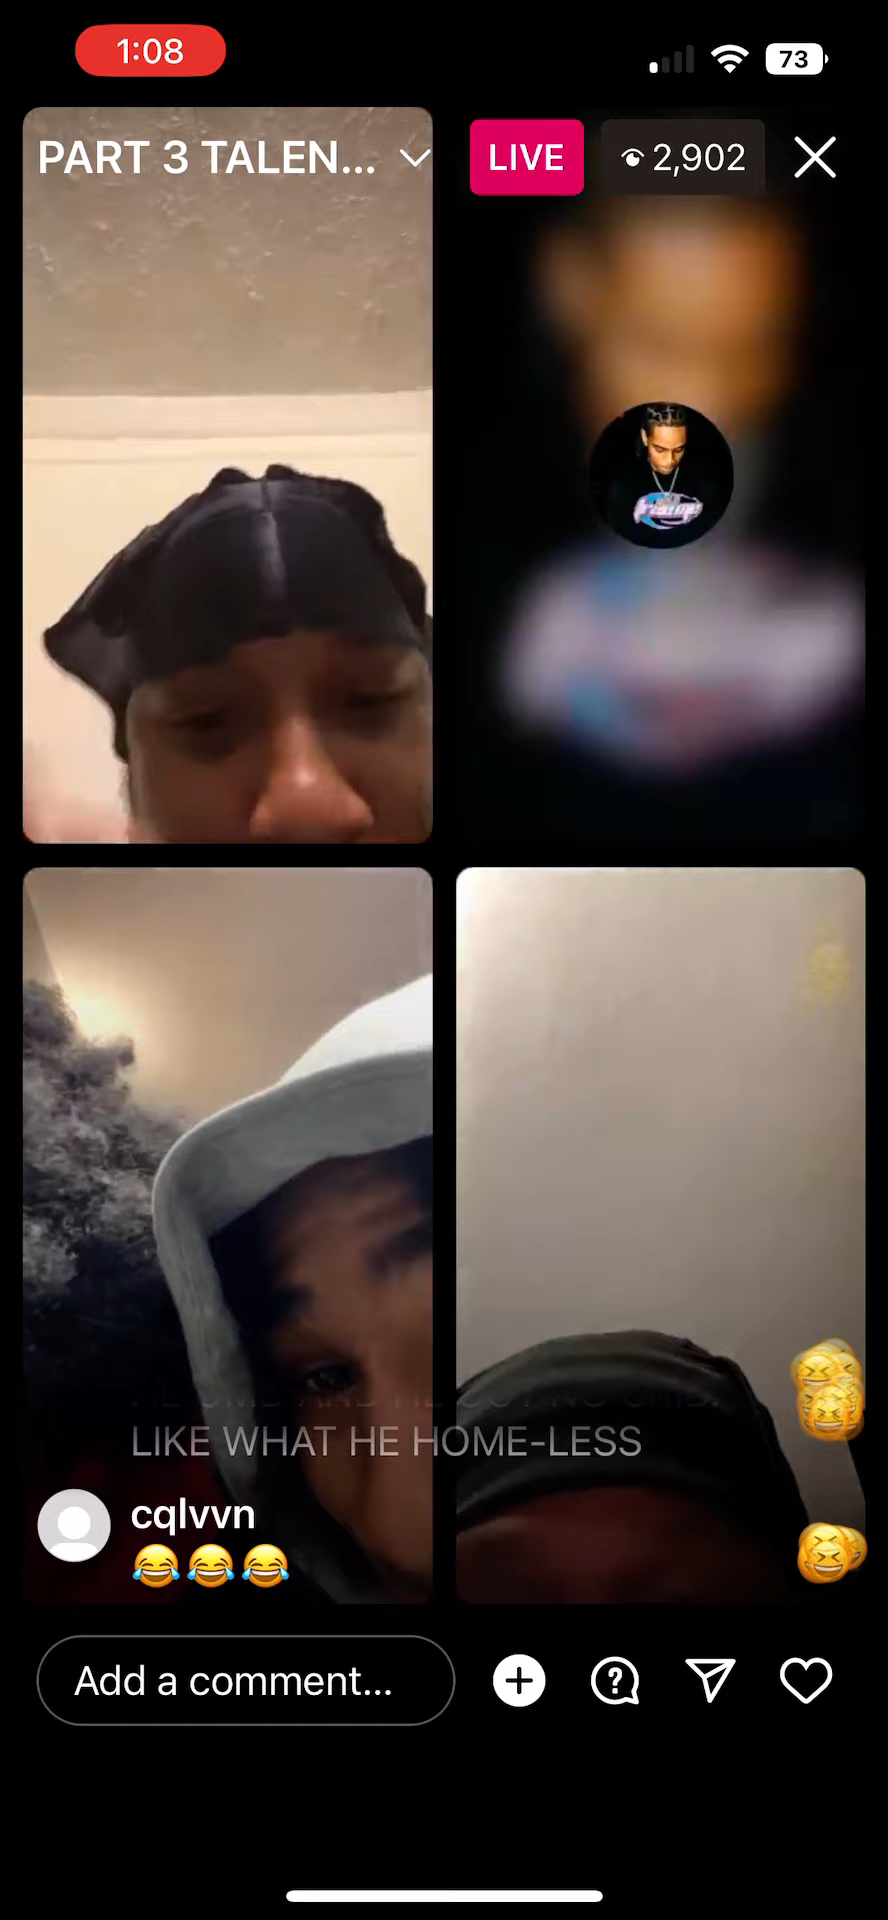 1:08
73
PART 3 TALEN...
LIVE
2,902
LIKE WHAT HE HOME-LESS
cqlvvn
😂😂😂
Add a comment...